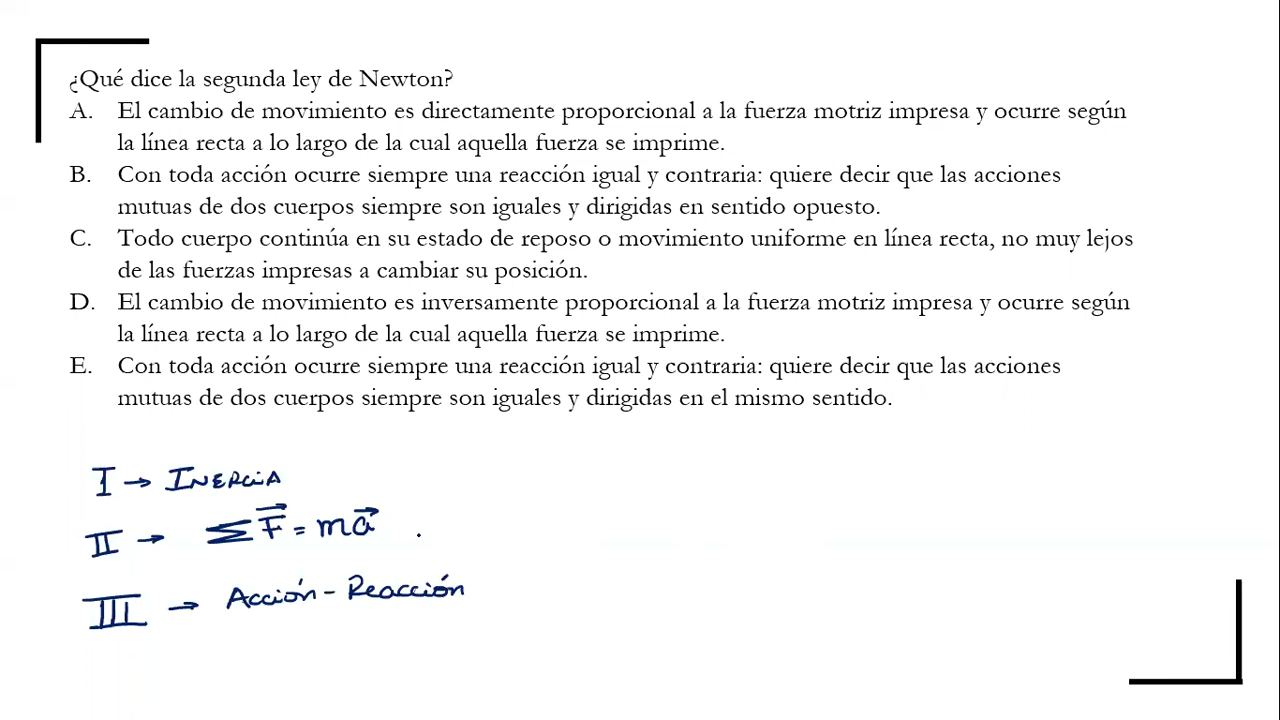 ¿Qué dice la segunda ley de Newton?
A. El cambio de movimiento es directamente proporcional a la fuerza motriz impresa y ocurre según
la línea recta a lo largo de la cual aquella fuerza se imprime.
B. Con toda acción ocurre siempre una reacción igual y contraria: quiere decir que las acciones
mutuas de dos cuerpos siempre son iguales y dirigidas en sentido opuesto.
C. Todo cuerpo continúa en su estado de reposo o movimiento uniforme en línea recta, no muy lejos
de las fuerzas impresas a cambiar su posición.
D. El cambio de movimiento es inversamente proporcional a la fuerza motriz impresa y ocurre según
la línea recta a lo largo de la cual aquella fuerza se imprime.
E. Con toda acción ocurre siempre una reacción igual y contraria: quiere decir que las acciones
mutuas de dos cuerpos siempre son iguales y dirigidas en el mismo sentido.
I → INERCIA
II → ΣF⃗ = ma⃗ .
III → Acción - Reacción